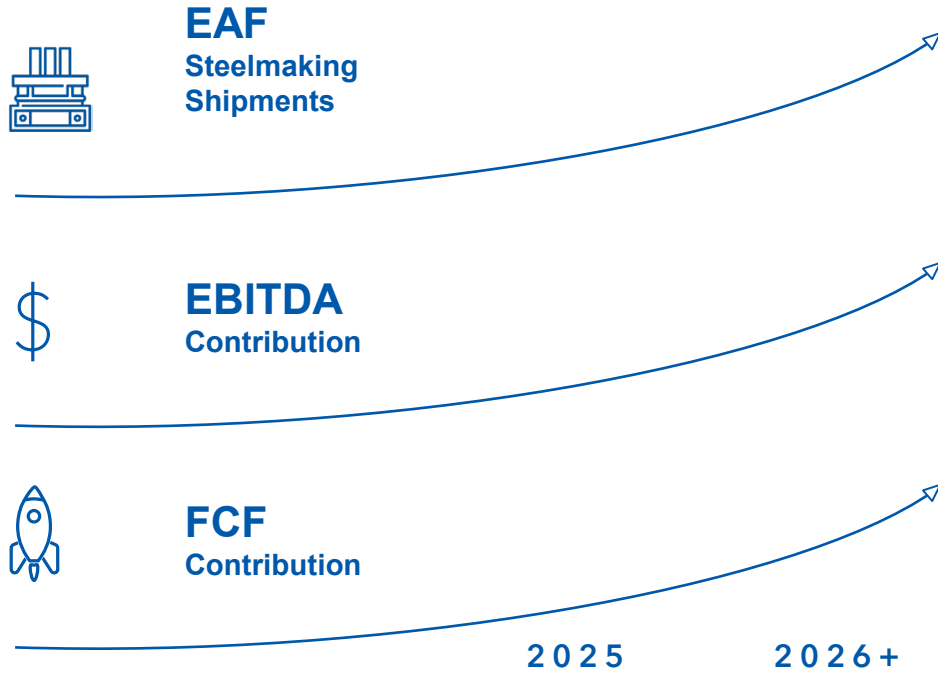 EAF
Steelmaking
Shipments
EBITDA
Contribution
FCF
Contribution
2025 2026+